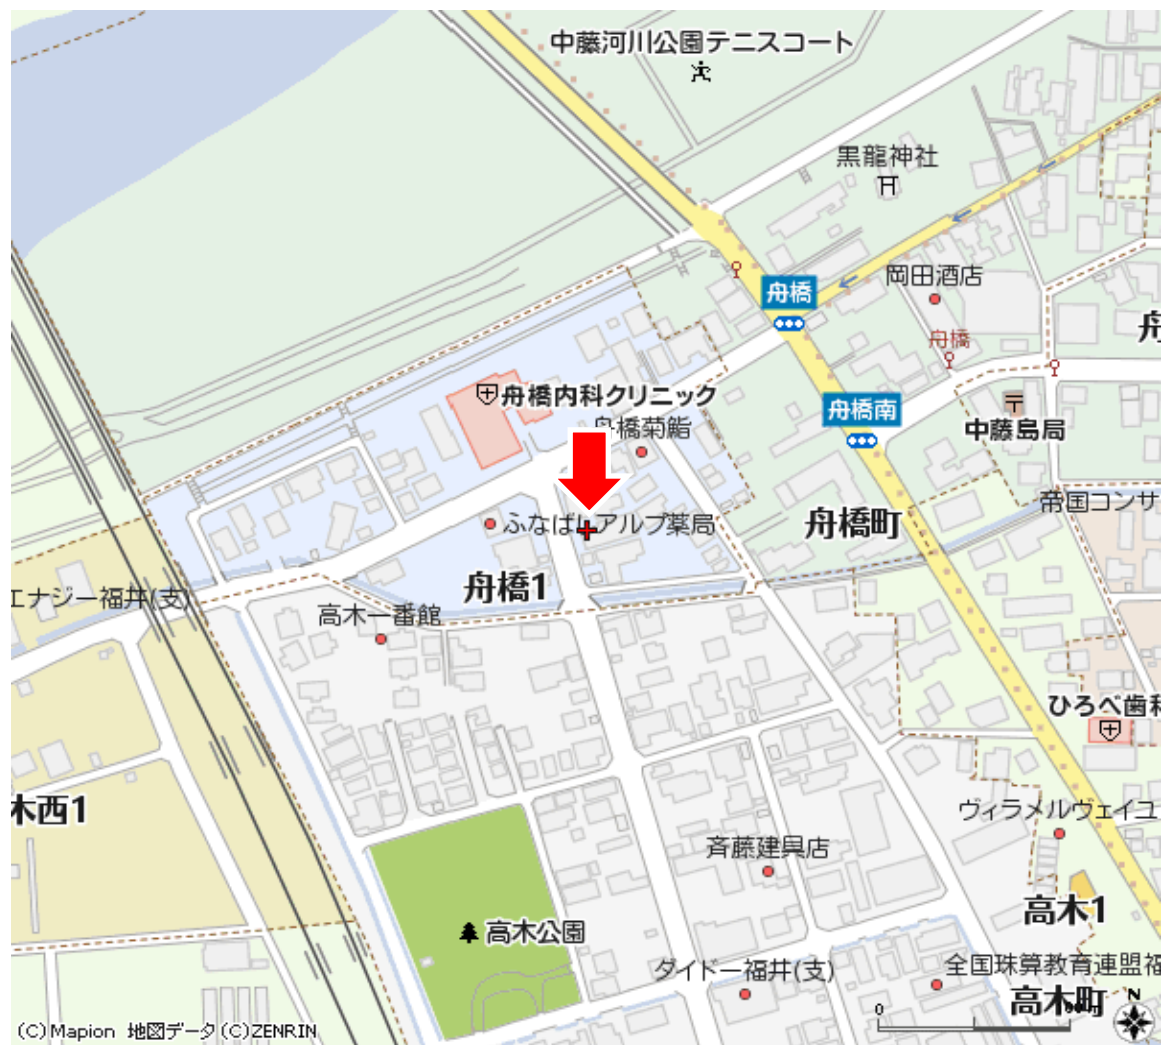 中藤河川公園テニスコート
黒龍神社
岡田酒店
舟橋
舟橋
舟
舟橋内科クリニック
舟橋南
舟橋菊鮨
中藤島局
帝国コンサ
ふなばしアルプ薬局
舟橋町
舟橋1
エナジー福井(支)
高木一番館
ひろべ歯科
木西1
ヴィラメルヴェイユ
斉藤建具店
高木1
高木公園
ダイドー福井(支)
全国珠算教育連盟福
高木町
N
0
(C)Mapion 地図データ(C)ZENRIN